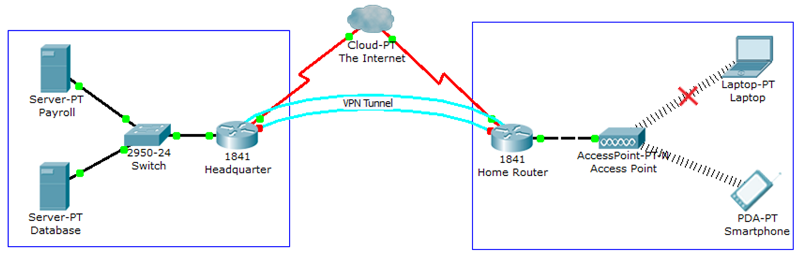 Cloud-PT
The Internet
Server-PT
Payroll
2950-24
Switch
1841
Headquarter
Server-PT
Database
VPN Tunnel
1841
Home Router
AccessPoint-PT-N
Access Point
Laptop-PT
Laptop
PDA-PT
Smartphone